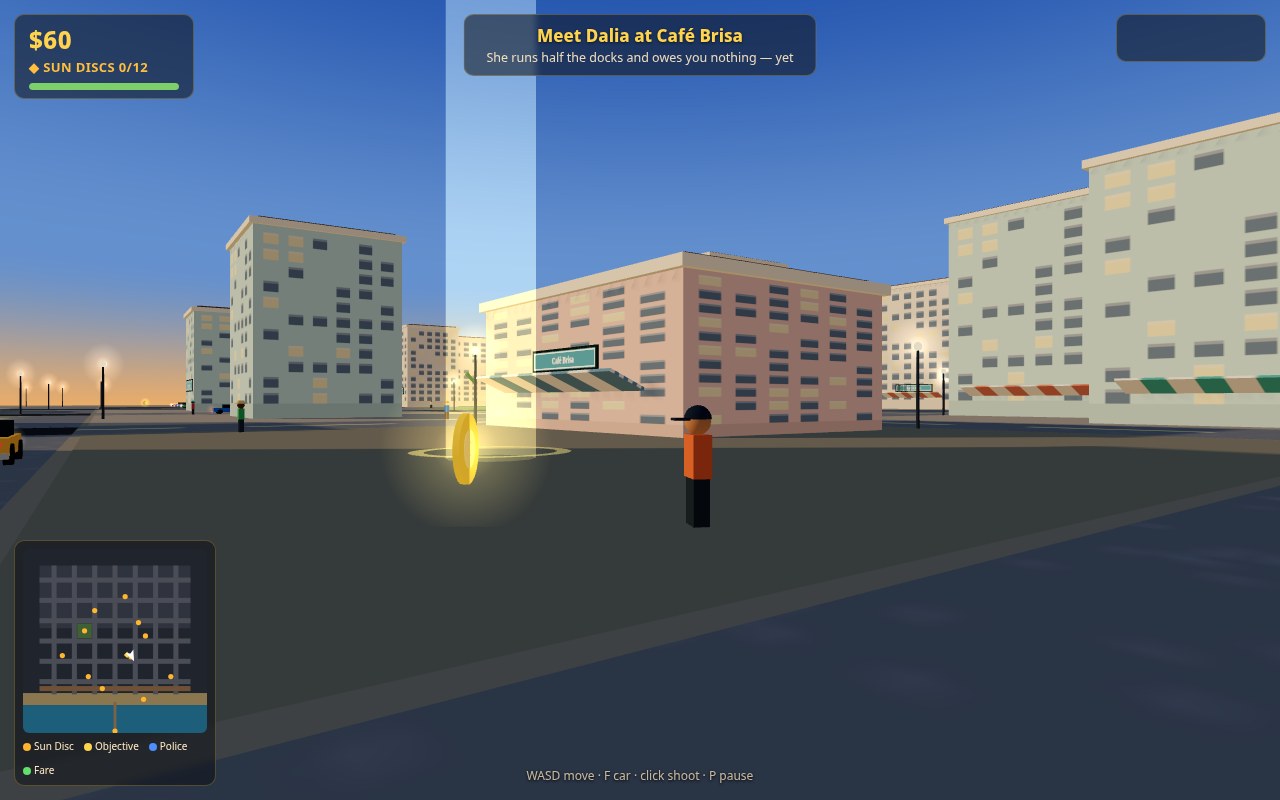 $60
◆ SUN DISCS 0/12
Meet Dalia at Café Brisa
She runs half the docks and owes you nothing — yet
Café Brisa
Sun Disc
Objective
Police
Fare
WASD move · F car · click shoot · P pause